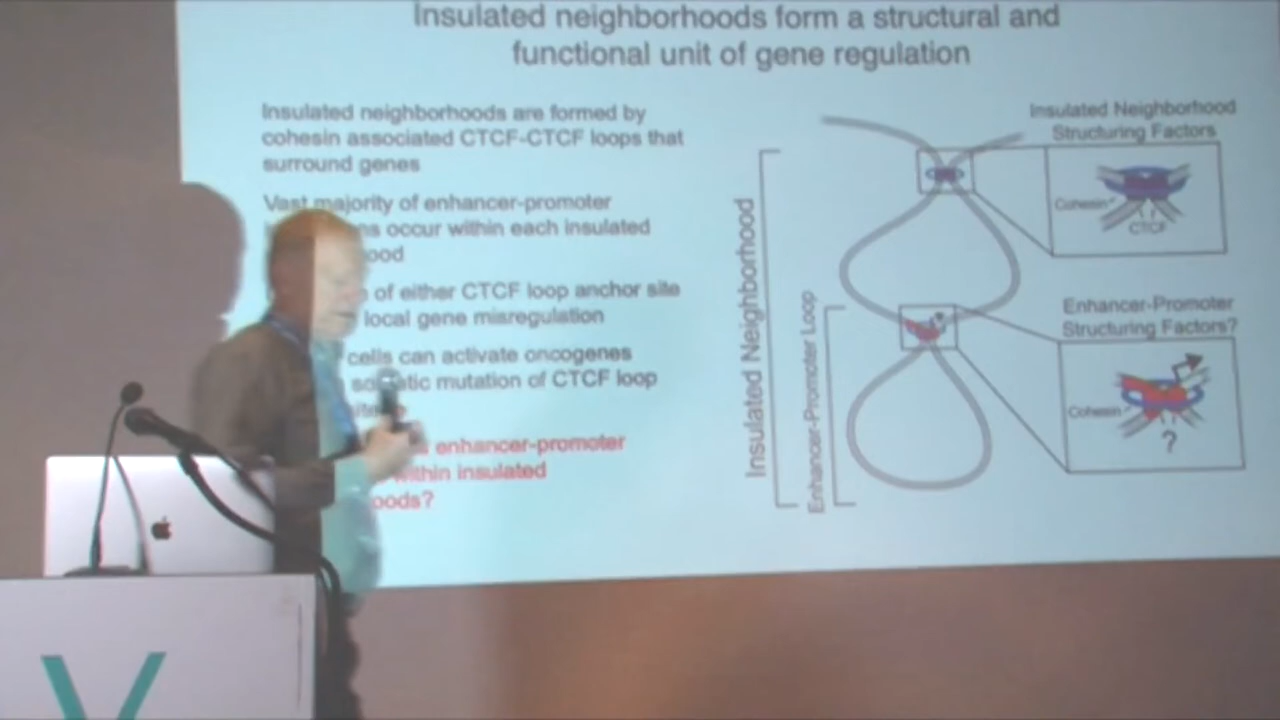 Insulated neighborhoods form a structural and
functional unit of gene regulation
Insulated neighborhoods are formed by
cohesin associated CTCF-CTCF loops that
surround genes
Vast majority of enhancer-promoter
occur within each insulated
of either CTCF loop anchor site
local gene misregulation
cells can activate oncogenes
mutation of CTCF loop
enhancer-promoter
within insulated
Insulated Neighborhood
Enhancer-Promoter Loop
Insulated Neighborhood
Structuring Factors
Cohesin
CTCF
Enhancer-Promoter
Structuring Factors?
Cohesin
?